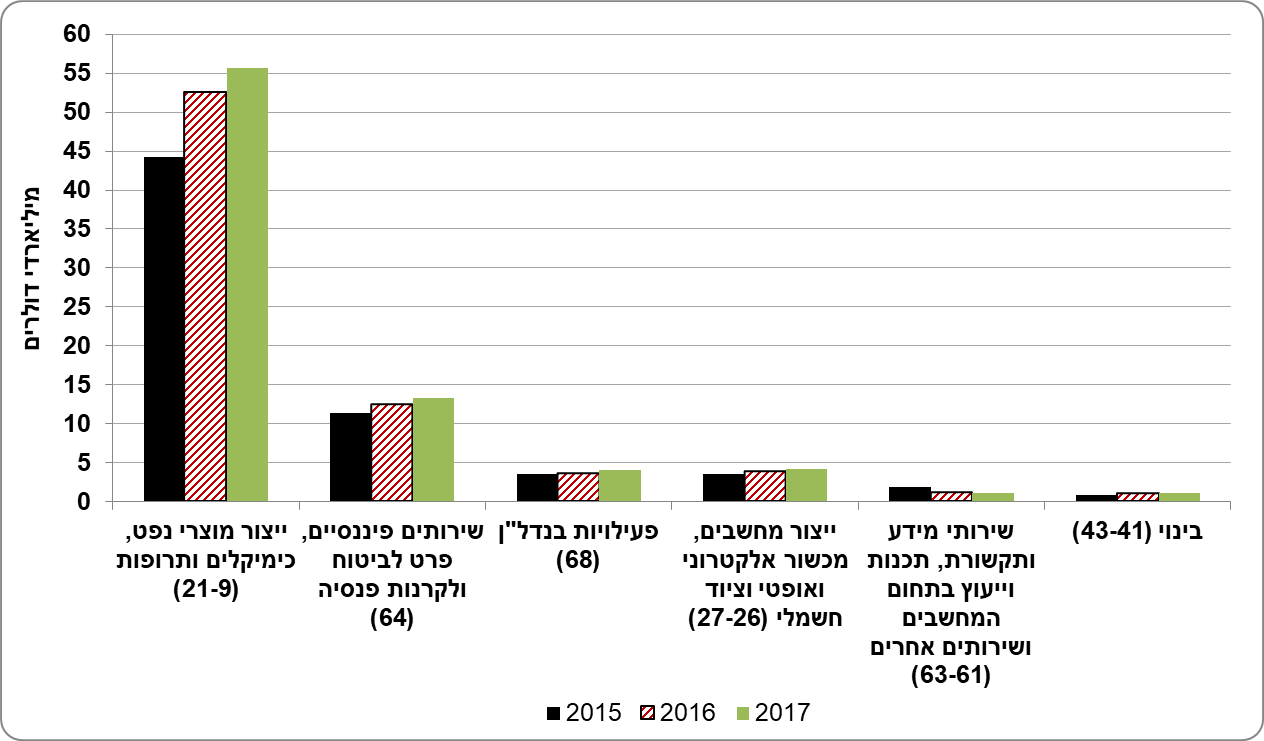 60
55
50
45
40
35
30
25
20
15
10
5
0
מיליארדי דולרים
ייצור מוצרי נפט,
כימיקלים ותרופות
(21-9)
שירותים פיננסיים,
פרט לביטוח
ולקרנות פנסיה
(64)
פעילויות בנדל"ן
(68)
ייצור מחשבים,
מכשור אלקטרוני
ואופטי וציוד
חשמלי (27-26)
שירותי מידע
ותקשורת, תכנות
וייעוץ בתחום
המחשבים
ושירותים אחרים
(63-61)
בינוי (43-41)
2015
2016
2017